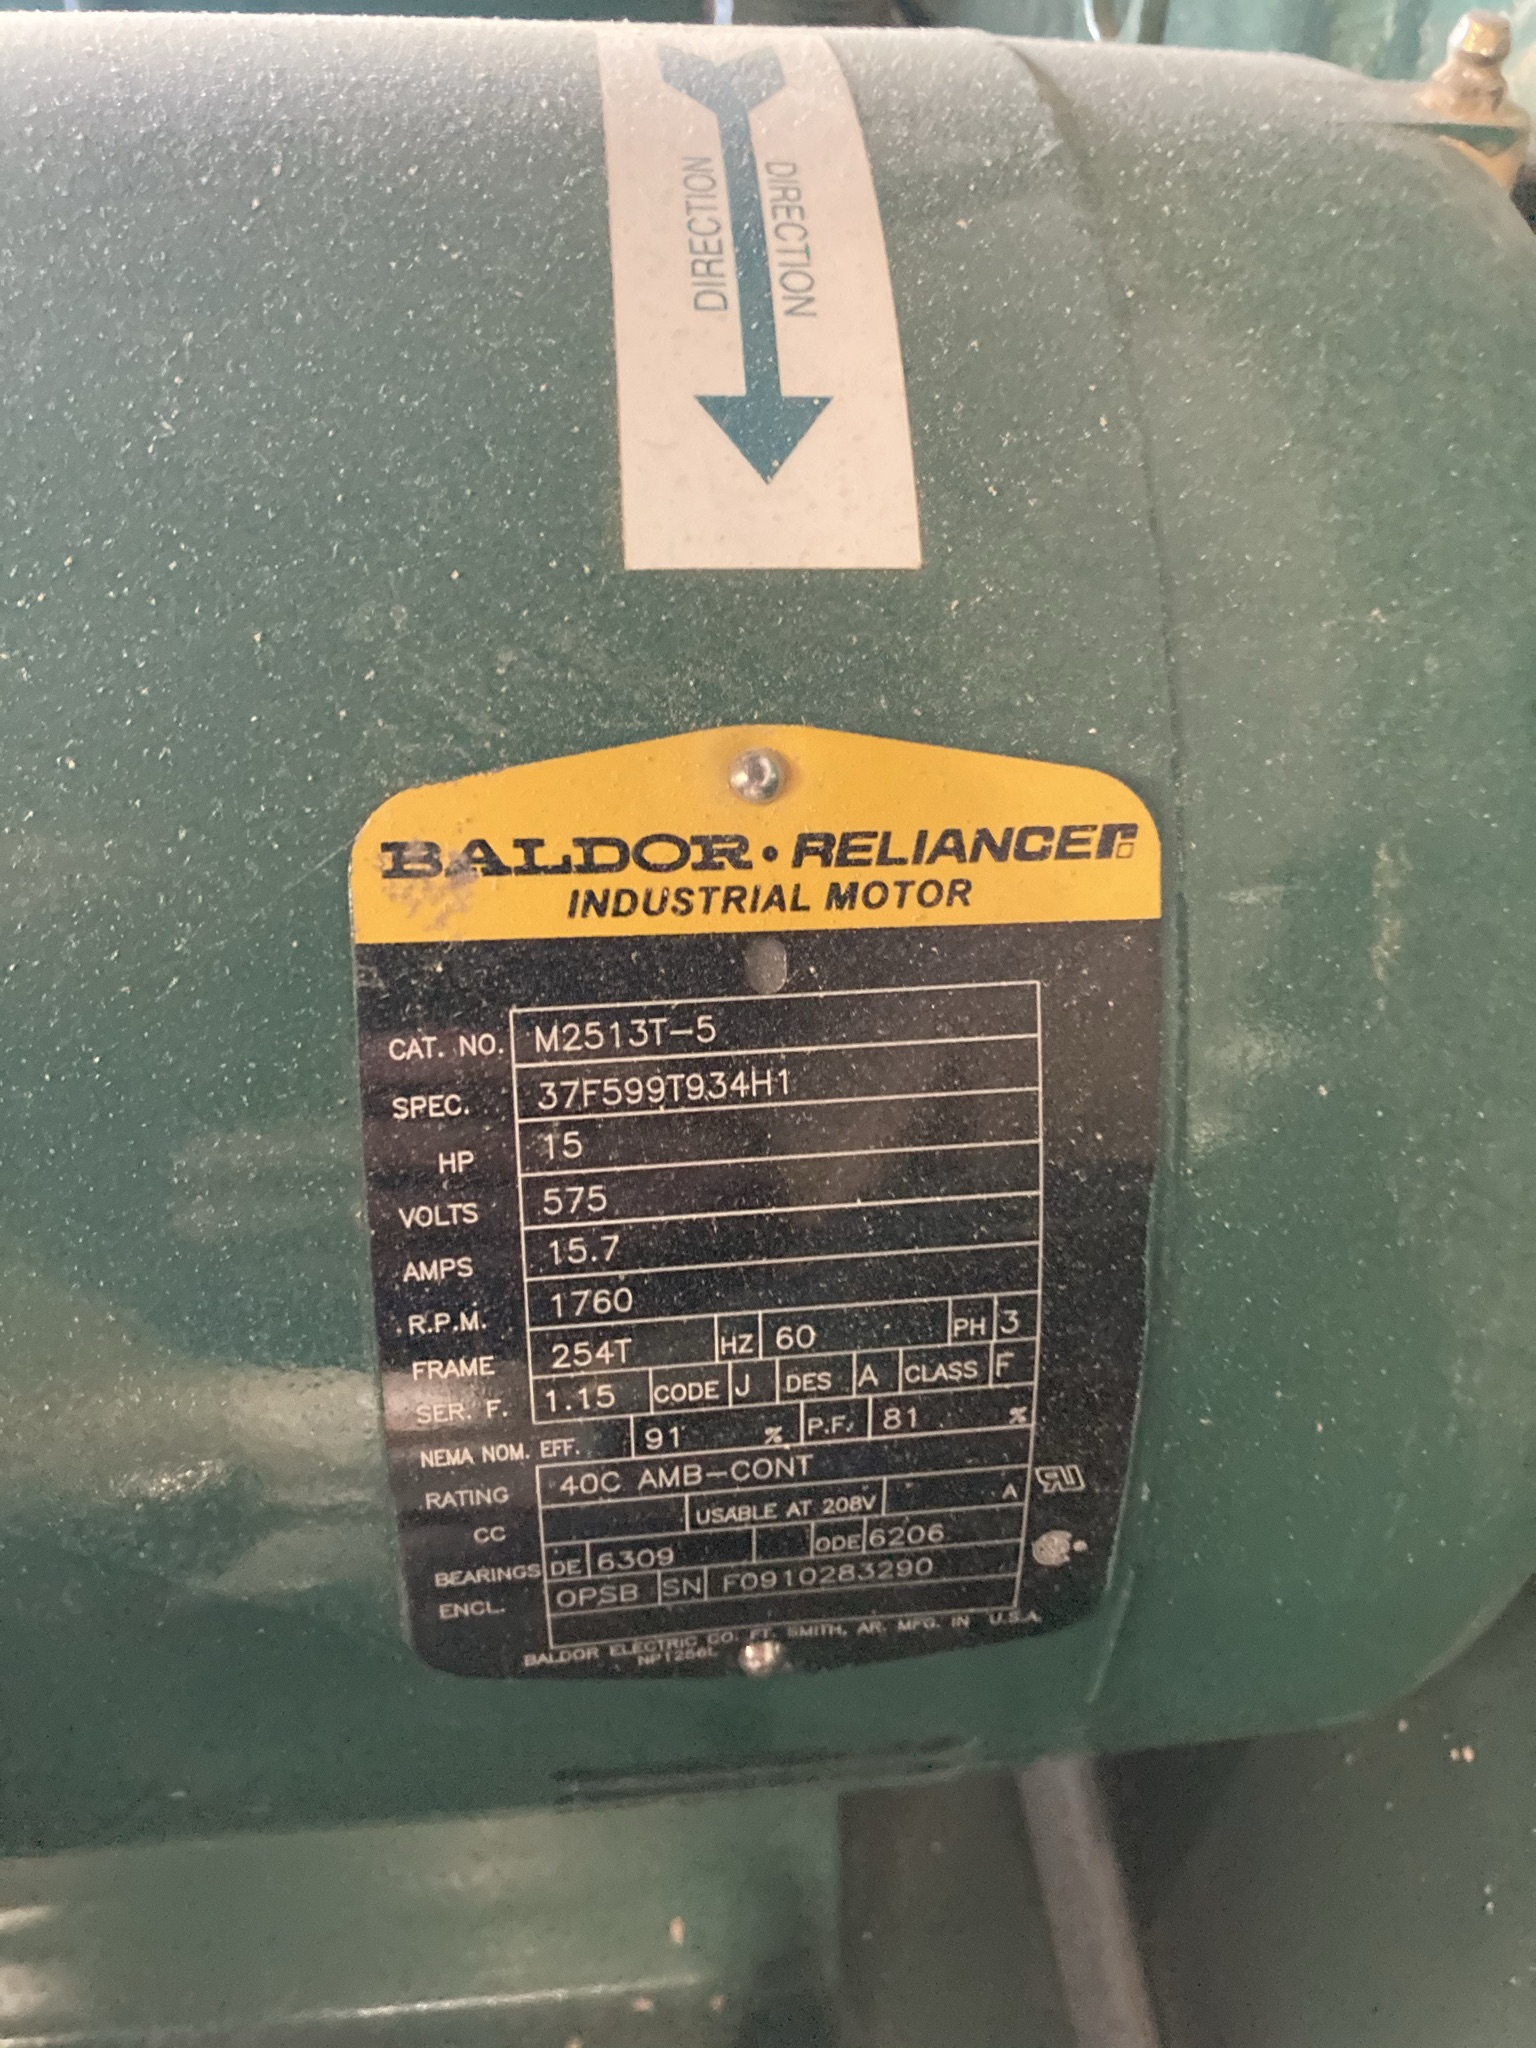 DIRECTION
DIRECTION
BALDOR · RELIANCER
INDUSTRIAL MOTOR
CAT. NO. M2513T-5
SPEC. 37F599T934H1
HP 15
VOLTS 575
AMPS 15.7
R.P.M. 1760
FRAME 254T HZ 60 PH 3
SER. F. 1.15 CODE J DES A CLASS F
NEMA NOM. EFF. 91 % P.F. 81 %
RATING 40C AMB-CONT
CC USABLE AT 208V A
BEARINGS DE 6309 ODE 6206
ENCL. OPSB SN F0910283290
BALDOR ELECTRIC CO. FT. SMITH, AR. MFG. IN U.S.A.
NP1256L